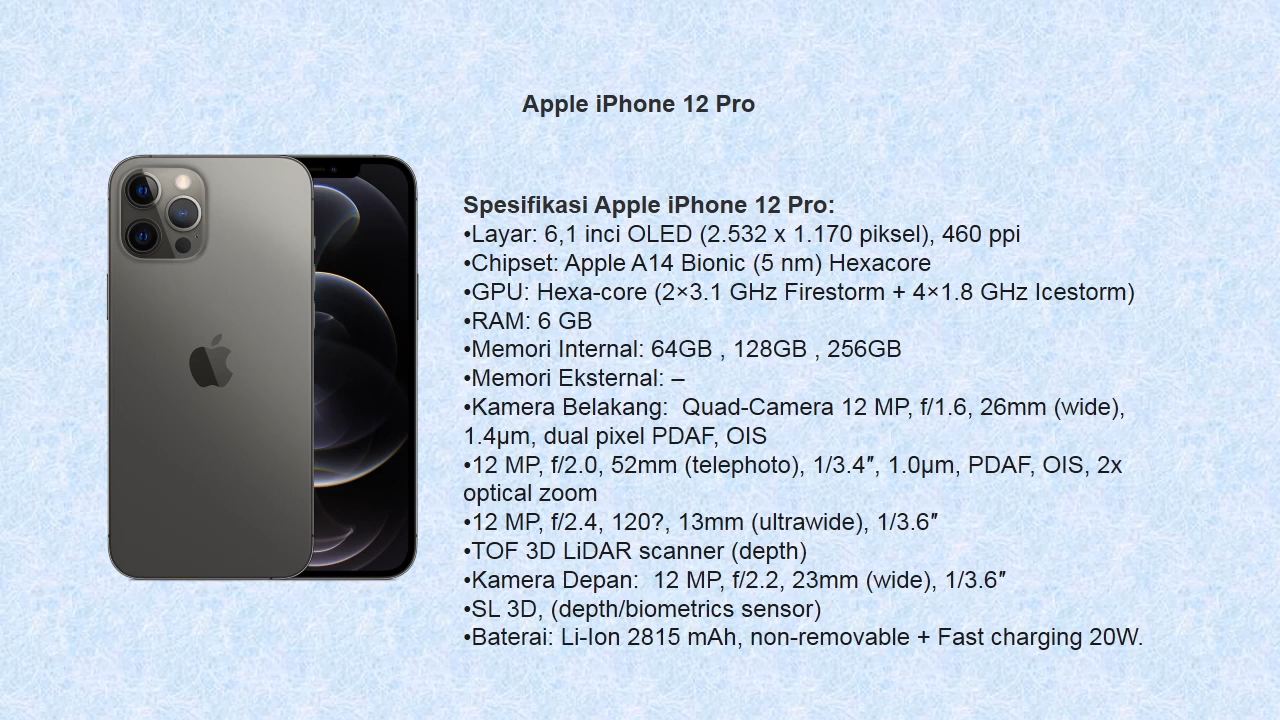 Apple iPhone 12 Pro
Spesifikasi Apple iPhone 12 Pro:
•Layar: 6,1 inci OLED (2.532 x 1.170 piksel), 460 ppi
•Chipset: Apple A14 Bionic (5 nm) Hexacore
•GPU: Hexa-core (2×3.1 GHz Firestorm + 4×1.8 GHz Icestorm)
•RAM: 6 GB
•Memori Internal: 64GB , 128GB , 256GB
•Memori Eksternal: –
•Kamera Belakang:  Quad-Camera 12 MP, f/1.6, 26mm (wide),
1.4µm, dual pixel PDAF, OIS
•12 MP, f/2.0, 52mm (telephoto), 1/3.4″, 1.0µm, PDAF, OIS, 2x
optical zoom
•12 MP, f/2.4, 120?, 13mm (ultrawide), 1/3.6″
•TOF 3D LiDAR scanner (depth)
•Kamera Depan:  12 MP, f/2.2, 23mm (wide), 1/3.6″
•SL 3D, (depth/biometrics sensor)
•Baterai: Li-Ion 2815 mAh, non-removable + Fast charging 20W.